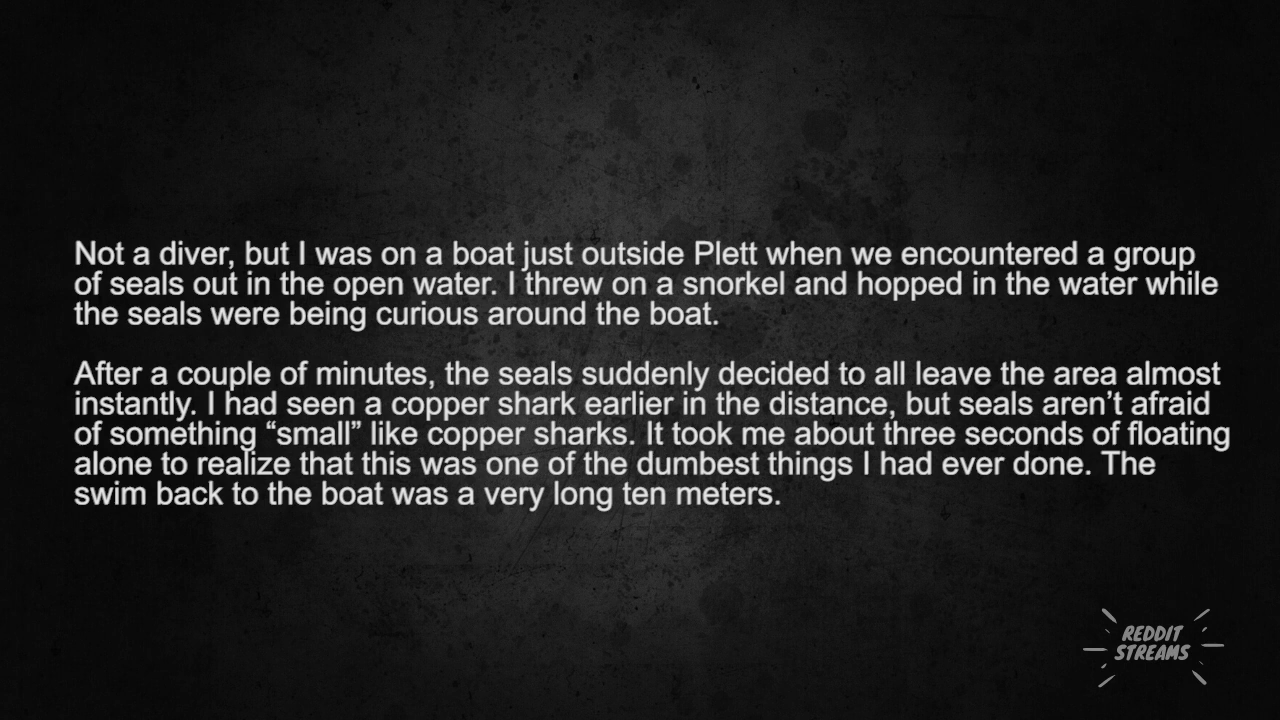 Not a diver, but I was on a boat just outside Plett when we encountered a group
of seals out in the open water. I threw on a snorkel and hopped in the water while
the seals were being curious around the boat.
After a couple of minutes, the seals suddenly decided to all leave the area almost
instantly. I had seen a copper shark earlier in the distance, but seals aren’t afraid
of something “small” like copper sharks. It took me about three seconds of floating
alone to realize that this was one of the dumbest things I had ever done. The
swim back to the boat was a very long ten meters.
REDDIT
STREAMS